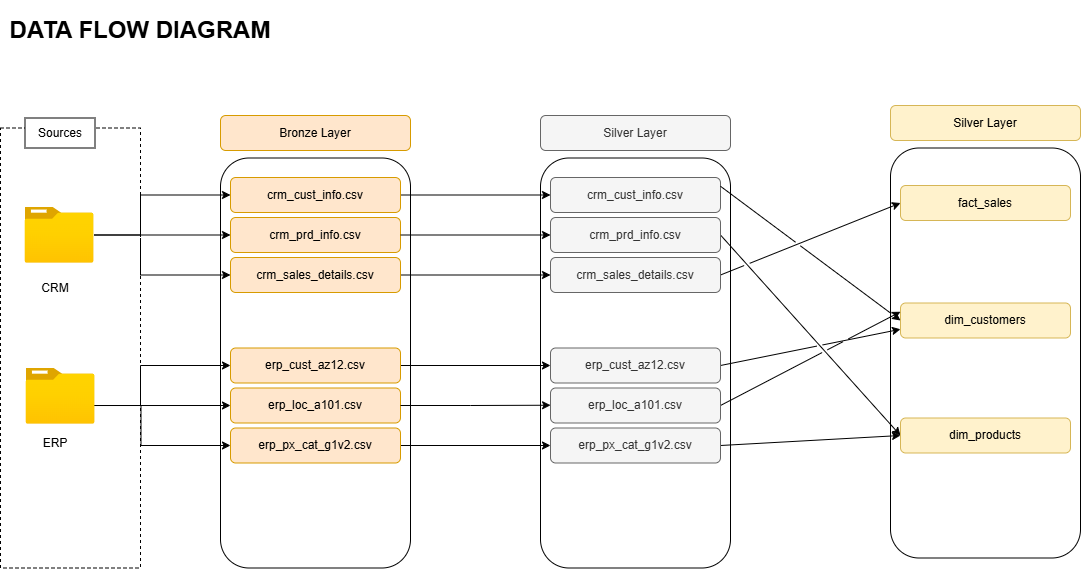 DATA FLOW DIAGRAM
Sources
CRM
ERP
Bronze Layer
crm_cust_info.csv
crm_prd_info.csv
crm_sales_details.csv
erp_cust_az12.csv
erp_loc_a101.csv
erp_px_cat_g1v2.csv
Silver Layer
crm_cust_info.csv
crm_prd_info.csv
crm_sales_details.csv
erp_cust_az12.csv
erp_loc_a101.csv
erp_px_cat_g1v2.csv
Silver Layer
fact_sales
dim_customers
dim_products